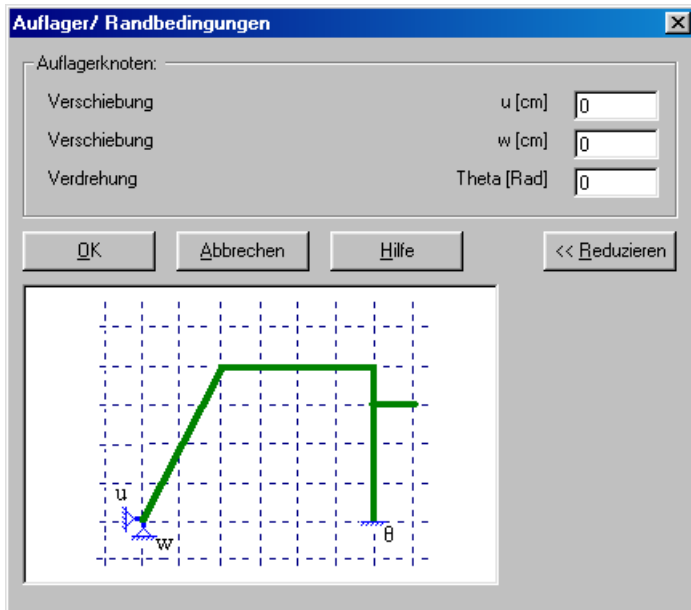 Auflager/ Randbedingungen
Auflagerknoten:
Verschiebung u [cm] 0
Verschiebung w [cm] 0
Verdrehung Theta [Rad] 0
OK Abbrechen Hilfe << Reduzieren
u
w
θ